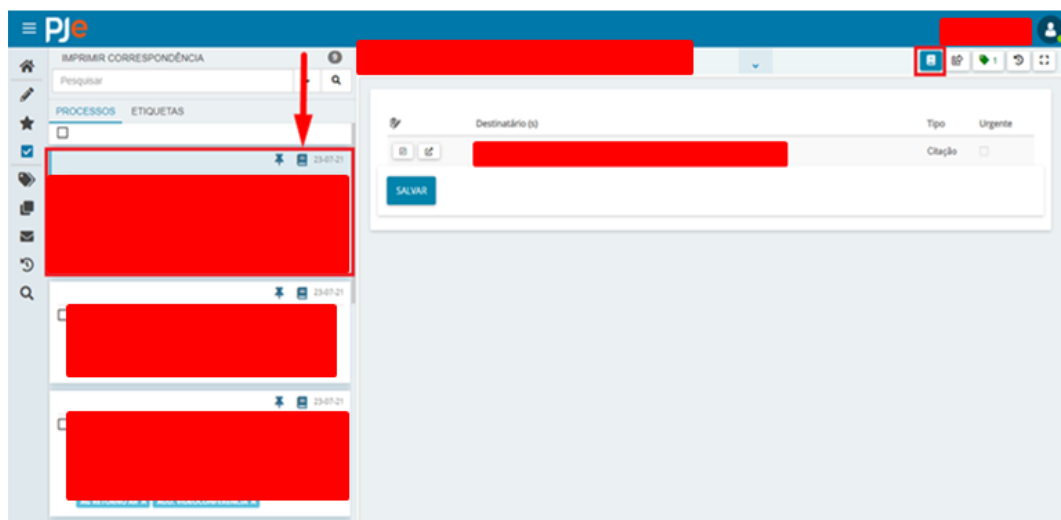 PJe
IMPRIMIR CORRESPONDÊNCIA
Pesquisar
PROCESSOS ETIQUETAS
23-07-21
23-07-21
23-07-21
Destinatário (s) Tipo Urgente
Citação
SALVAR
1